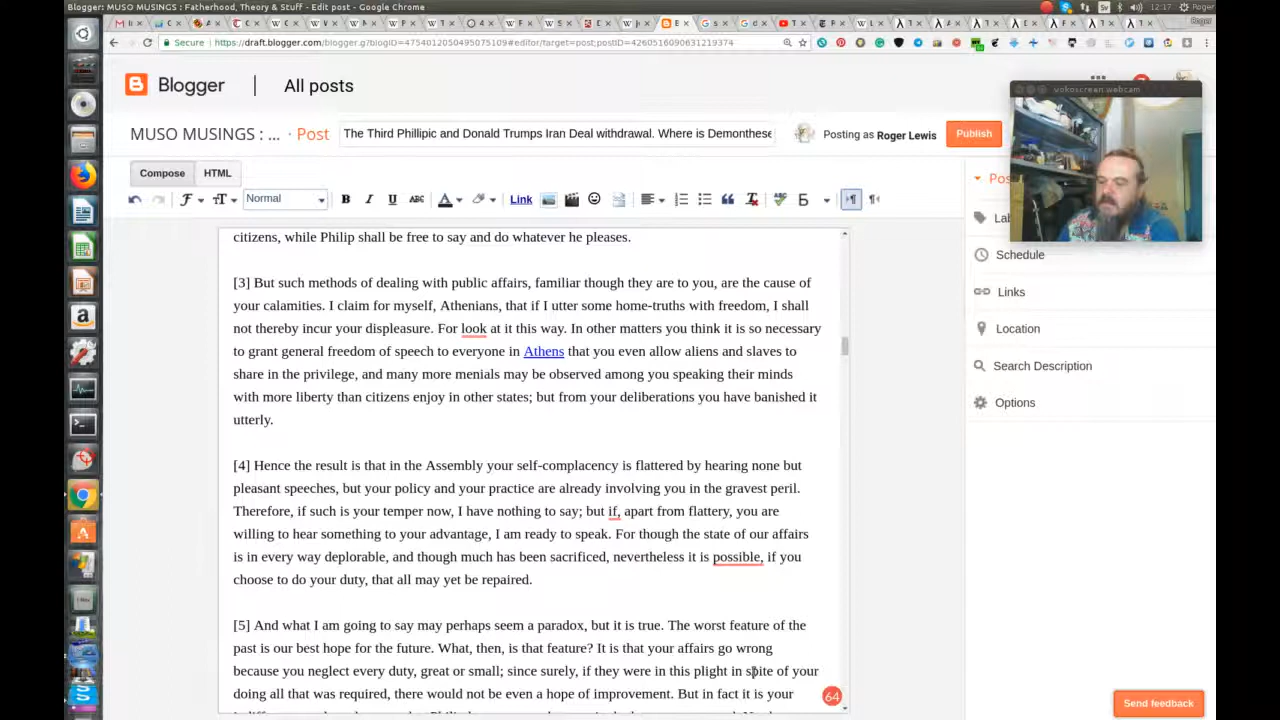 Blogger: MUSO MUSINGS : Fatherhood, Theory & Stuff - Edit post - Google Chrome
Sv
12:17
Roger
Roger
Secure
https://draft.blogger.com/blogger.g?blogID=4754012050495075109#editor/target=post;postID=4260516090631219374
Blogger
All posts
vokoscreen webcam
MUSO MUSINGS : ...
· Post
The Third Phillipic and Donald Trumps Iran Deal withdrawal. Where is Demonthese
Posting as Roger Lewis
Publish
Compose
HTML
Normal
B I U ABC A Link
Pos
Lab
Schedule
Links
Location
Search Description
Options
citizens, while Philip shall be free to say and do whatever he pleases.
[3] But such methods of dealing with public affairs, familiar though they are to you, are the cause of
your calamities. I claim for myself, Athenians, that if I utter some home-truths with freedom, I shall
not thereby incur your displeasure. For look at it this way. In other matters you think it is so necessary
to grant general freedom of speech to everyone in Athens that you even allow aliens and slaves to
share in the privilege, and many more menials may be observed among you speaking their minds
with more liberty than citizens enjoy in other states; but from your deliberations you have banished it
utterly.
[4] Hence the result is that in the Assembly your self-complacency is flattered by hearing none but
pleasant speeches, but your policy and your practice are already involving you in the gravest peril.
Therefore, if such is your temper now, I have nothing to say; but if, apart from flattery, you are
willing to hear something to your advantage, I am ready to speak. For though the state of our affairs
is in every way deplorable, and though much has been sacrificed, nevertheless it is possible, if you
choose to do your duty, that all may yet be repaired.
[5] And what I am going to say may perhaps seem a paradox, but it is true. The worst feature of the
past is our best hope for the future. What, then, is that feature? It is that your affairs go wrong
because you neglect every duty, great or small; since surely, if they were in this plight in spite of your
doing all that was required, there would not be even a hope of improvement. But in fact it is your
64
Send feedback